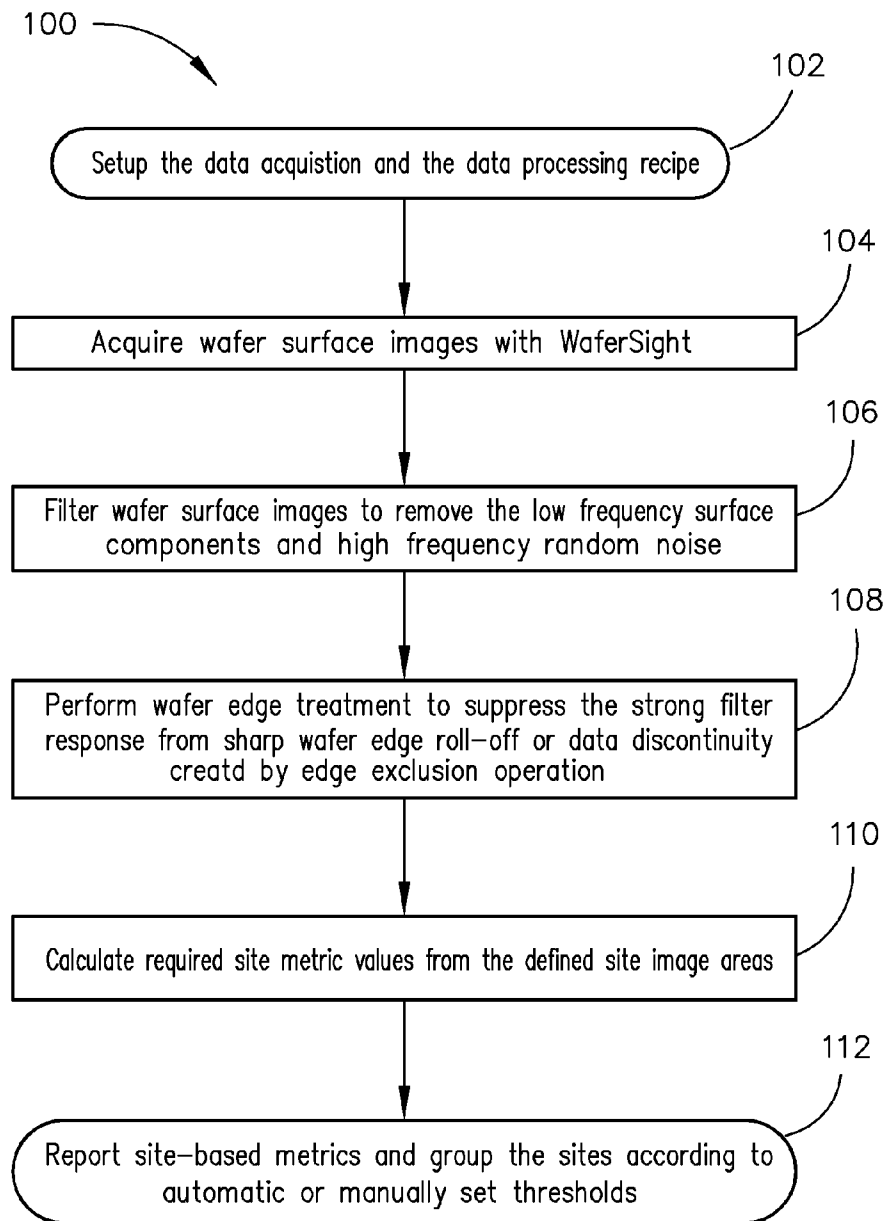 100
102
Setup the data acquistion and the data processing recipe
104
Acquire wafer surface images with WaferSight
106
Filter wafer surface images to remove the low frequency surface
components and high frequency random noise
108
Perform wafer edge treatment to suppress the strong filter
response from sharp wafer edge roll-off or data discontinuity
creatd by edge exclusion operation
110
Calculate required site metric values from the defined site image areas
112
Report site-based metrics and group the sites according to
automatic or manually set thresholds